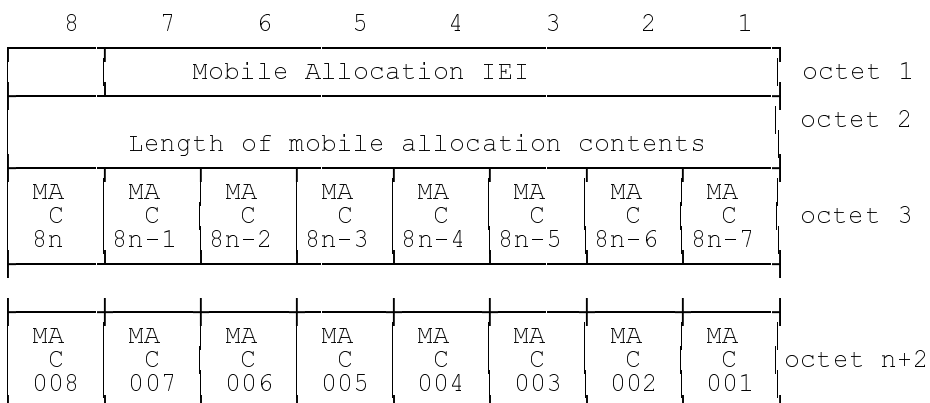 8 7 6 5 4 3 2 1
Mobile Allocation IEI octet 1
octet 2
Length of mobile allocation contents
MA MA MA MA MA MA MA MA
C C C C C C C C octet 3
8n 8n-1 8n-2 8n-3 8n-4 8n-5 8n-6 8n-7
MA MA MA MA MA MA MA MA
C C C C C C C C octet n+2
008 007 006 005 004 003 002 001